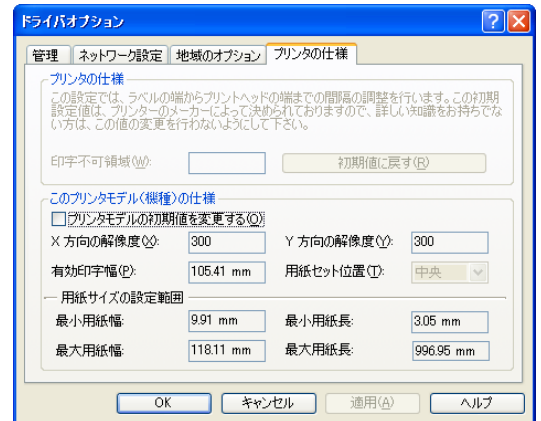 ドライバオプション
管理 ネットワーク設定 地域のオプション プリンタの仕様
プリンタの仕様
この設定では、ラベルの端からプリントヘッドの端までの間隔の調整を行います。この初期
設定値は、プリンターのメーカーによって決められておりますので、詳しい知識をお持ちでな
い方は、この値の変更を行わないようにして下さい。
印字不可領域(W): 初期値に戻す(R)
このプリンタモデル(機種)の仕様
プリンタモデルの初期値を変更する(O)
X 方向の解像度(X): 300 Y 方向の解像度(Y): 300
有効印字幅(P): 105.41 mm 用紙セット位置(T): 中央
用紙サイズの設定範囲
最小用紙幅: 9.91 mm 最小用紙長: 3.05 mm
最大用紙幅: 118.11 mm 最大用紙長: 996.95 mm
OK キャンセル 適用(A) ヘルプ